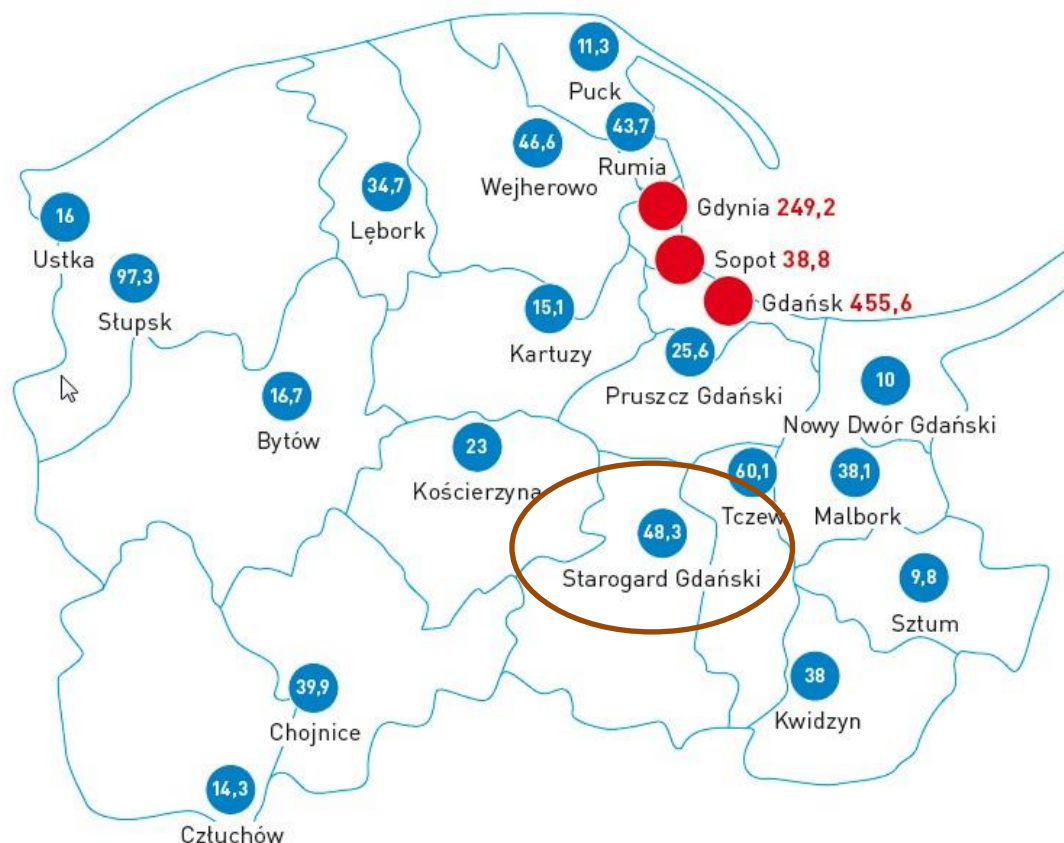 11,3
Puck
43,7
Rumia
46,6
Wejherowo
34,7
Lębork
Gdynia 249,2
16
Ustka
Sopot 38,8
97,3
Słupsk
Gdańsk 455,6
15,1
Kartuzy
25,6
Pruszcz Gdański
10
Nowy Dwór Gdański
16,7
Bytów
23
Kościerzyna
60,1
Tczew
38,1
Malbork
48,3
Starogard Gdański
9,8
Sztum
38
Kwidzyn
39,9
Chojnice
14,3
Człuchów